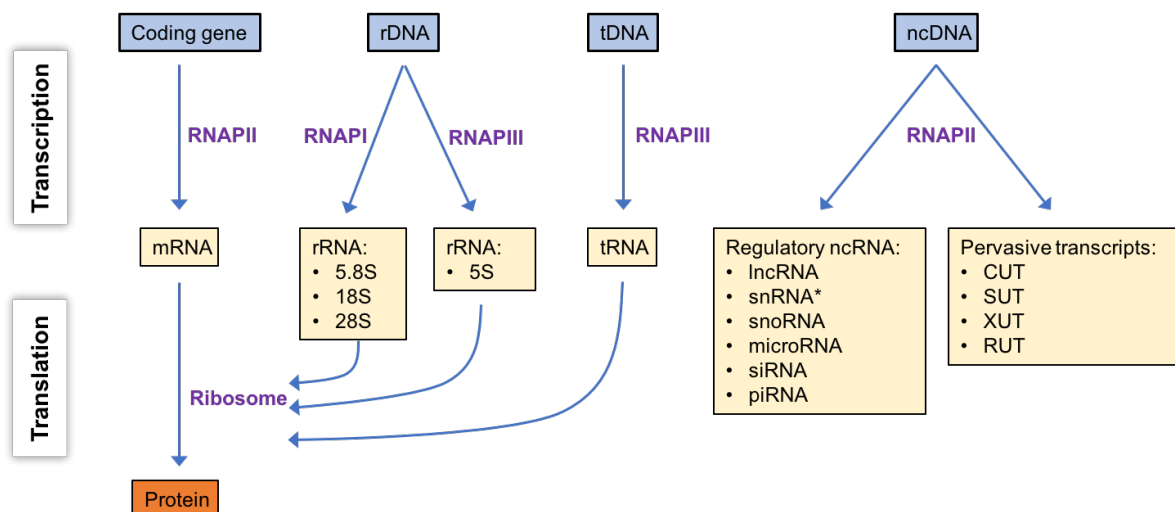 Transcription
Translation
Coding gene
rDNA
tDNA
ncDNA
RNAPII
RNAPI
RNAPIII
RNAPIII
RNAPII
mRNA
rRNA:
• 5.8S
• 18S
• 28S
rRNA:
• 5S
tRNA
Regulatory ncRNA:
• lncRNA
• snRNA*
• snoRNA
• microRNA
• siRNA
• piRNA
Pervasive transcripts:
• CUT
• SUT
• XUT
• RUT
Ribosome
Protein